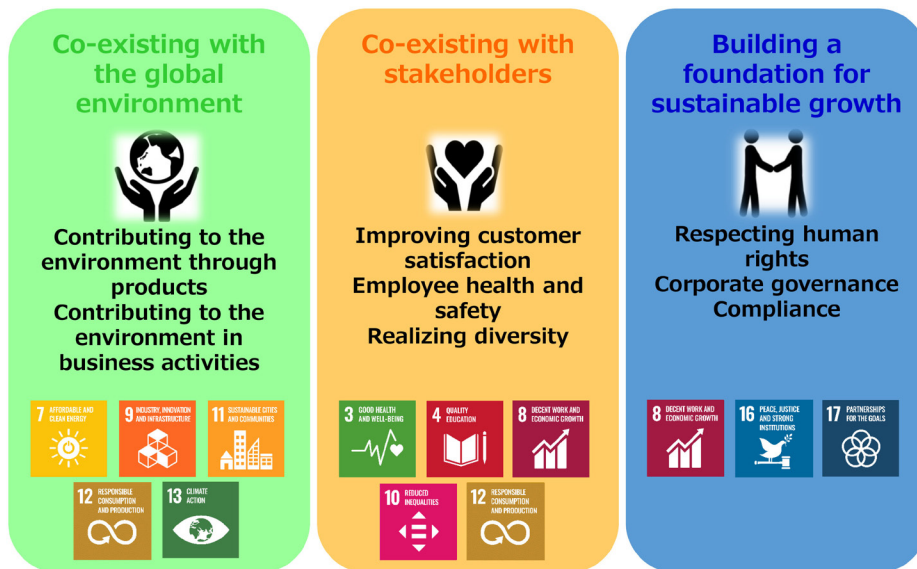 Co-existing with
the global
environment
Contributing to the
environment through
products
Contributing to the
environment in
business activities
7 AFFORDABLE AND
CLEAN ENERGY
9 INDUSTRY, INNOVATION
AND INFRASTRUCTURE
11 SUSTAINABLE CITIES
AND COMMUNITIES
12 RESPONSIBLE
CONSUMPTION
AND PRODUCTION
13 CLIMATE
ACTION
Co-existing with
stakeholders
Improving customer
satisfaction
Employee health and
safety
Realizing diversity
3 GOOD HEALTH
AND WELL-BEING
4 QUALITY
EDUCATION
8 DECENT WORK AND
ECONOMIC GROWTH
10 REDUCED
INEQUALITIES
12 RESPONSIBLE
CONSUMPTION
AND PRODUCTION
Building a
foundation for
sustainable growth
Respecting human
rights
Corporate governance
Compliance
8 DECENT WORK AND
ECONOMIC GROWTH
16 PEACE, JUSTICE
AND STRONG
INSTITUTIONS
17 PARTNERSHIPS
FOR THE GOALS